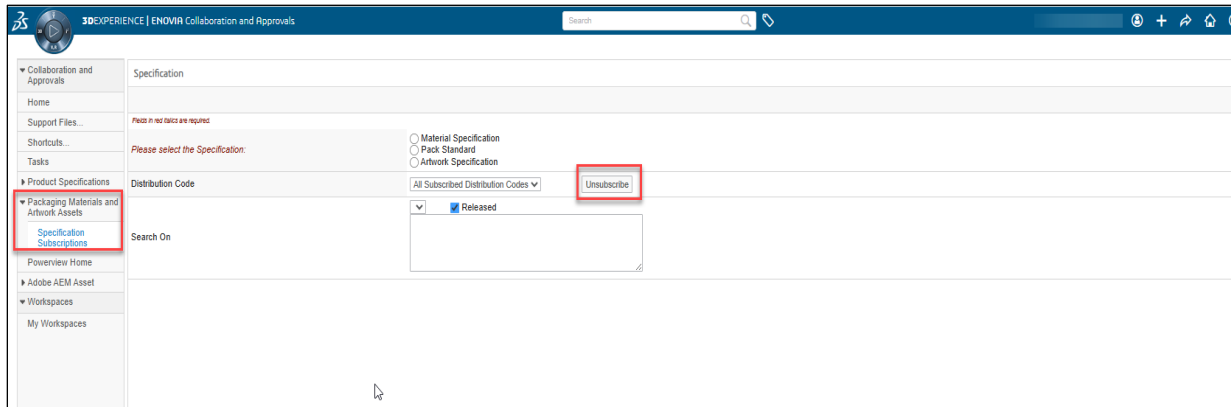 3DEXPERIENCE | ENOVIA Collaboration and Approvals
Search
Collaboration and
Approvals
Home
Support Files...
Shortcuts...
Tasks
Product Specifications
Packaging Materials and
Artwork Assets
Specification
Subscriptions
Powerview Home
Adobe AEM Asset
Workspaces
My Workspaces
Specification
Fields in red italics are required.
Please select the Specification:
Material Specification
Pack Standard
Artwork Specification
Distribution Code
All Subscribed Distribution Codes
Unsubscribe
Released
Search On